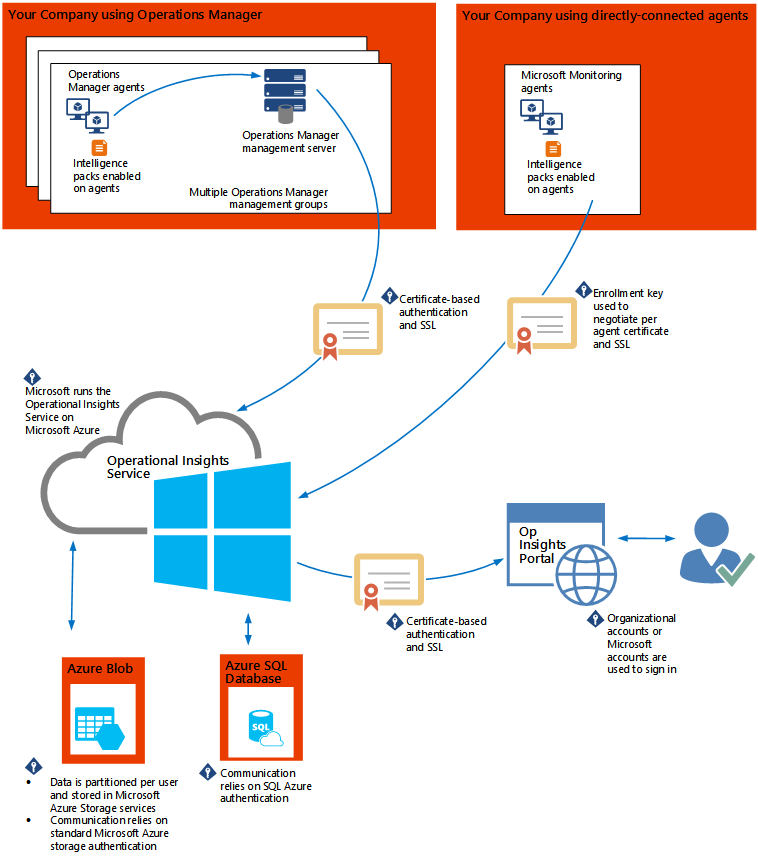 Your Company using Operations Manager
Your Company using directly-connected agents
Operations
Manager agents
Intelligence
packs enabled
on agents
Operations Manager
management server
Multiple Operations Manager
management groups
Microsoft Monitoring
agents
Intelligence
packs enabled
on agents
Certificate-based
authentication
and SSL
Enrollment key
used to
negotiate per
agent certificate
and SSL
Microsoft runs the
Operational Insights
Service on
Microsoft Azure
Operational Insights
Service
Op
Insights
Portal
Certificate-based
authentication
and SSL
Organizational
accounts or
Microsoft
accounts are
used to sign in
Azure Blob
Azure SQL
Database
SQL
• Data is partitioned per user
and stored in Microsoft
Azure Storage services
• Communication relies on
standard Microsoft Azure
storage authentication
Communication
relies on SQL Azure
authentication